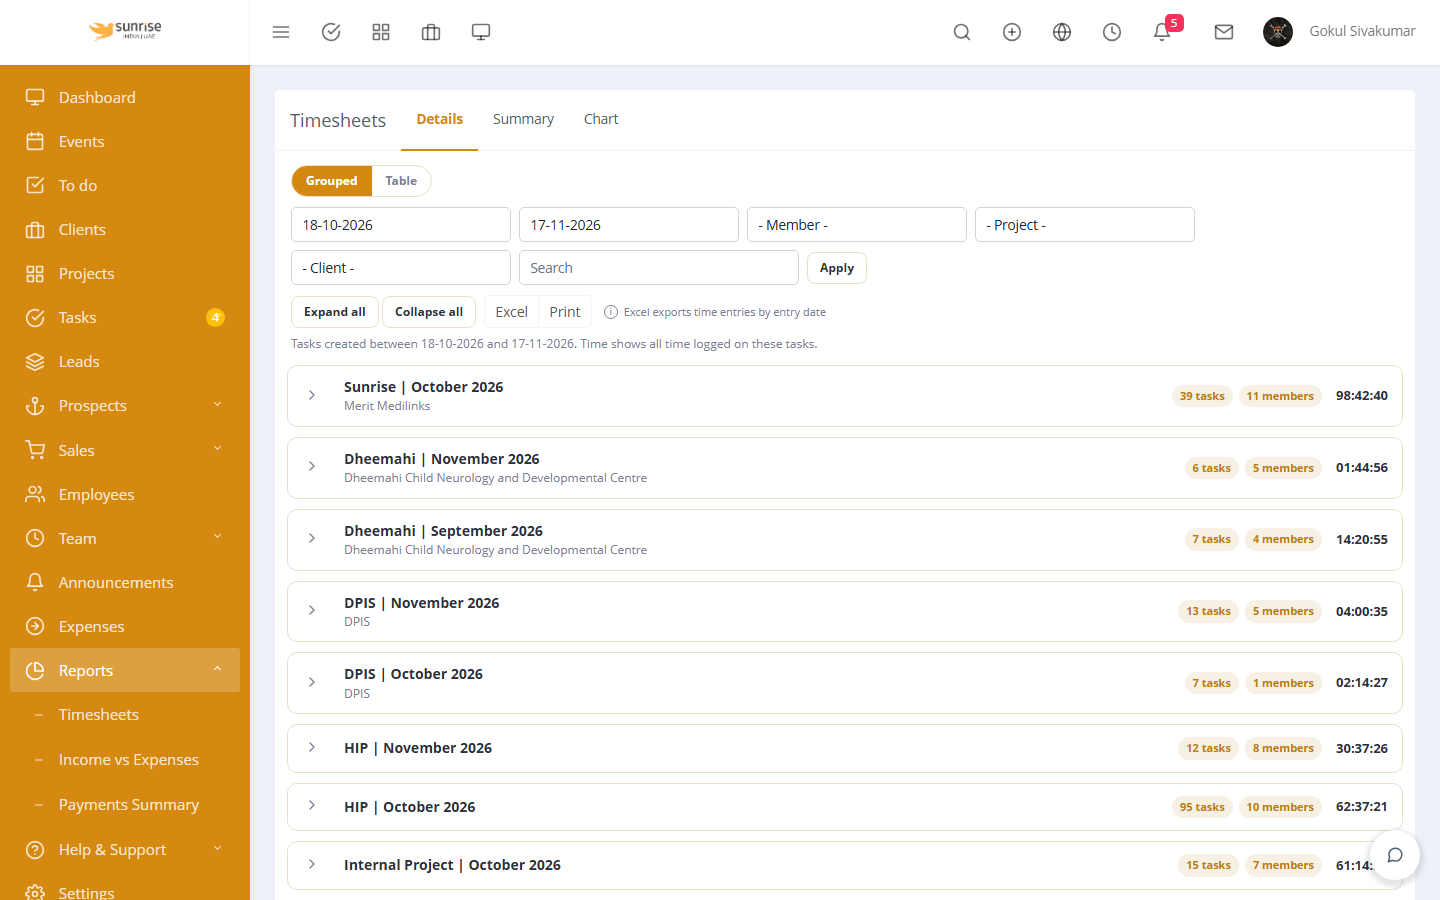 sunrise
INDIA | UAE
5
Gokul Sivakumar
Dashboard
Events
To do
Clients
Projects
Tasks
4
Leads
Prospects
Sales
Employees
Team
Announcements
Expenses
Reports
Timesheets
Income vs Expenses
Payments Summary
Help & Support
Settings
Timesheets
Details
Summary
Chart
Grouped
Table
18-10-2026
17-11-2026
- Member -
- Project -
- Client -
Search
Apply
Expand all
Collapse all
Excel
Print
Excel exports time entries by entry date
Tasks created between 18-10-2026 and 17-11-2026. Time shows all time logged on these tasks.
Sunrise | October 2026
Merit Medilinks
39 tasks
11 members
98:42:40
Dheemahi | November 2026
Dheemahi Child Neurology and Developmental Centre
6 tasks
5 members
01:44:56
Dheemahi | September 2026
Dheemahi Child Neurology and Developmental Centre
7 tasks
4 members
14:20:55
DPIS | November 2026
DPIS
13 tasks
5 members
04:00:35
DPIS | October 2026
DPIS
7 tasks
1 members
02:14:27
HIP | November 2026
12 tasks
8 members
30:37:26
HIP | October 2026
95 tasks
10 members
62:37:21
Internal Project | October 2026
15 tasks
7 members
61:14: